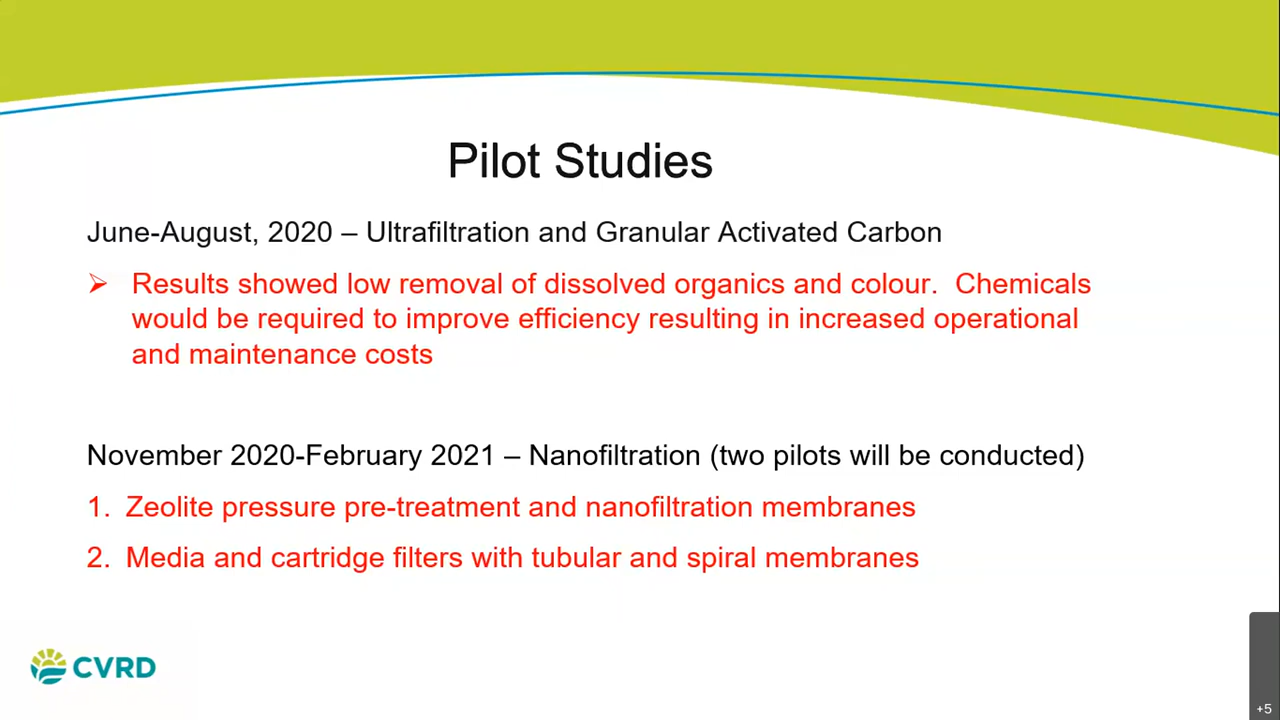 Pilot Studies
June-August, 2020 – Ultrafiltration and Granular Activated Carbon
Results showed low removal of dissolved organics and colour.  Chemicals
would be required to improve efficiency resulting in increased operational
and maintenance costs
November 2020-February 2021 – Nanofiltration (two pilots will be conducted)
1. Zeolite pressure pre-treatment and nanofiltration membranes
2. Media and cartridge filters with tubular and spiral membranes
CVRD
+5